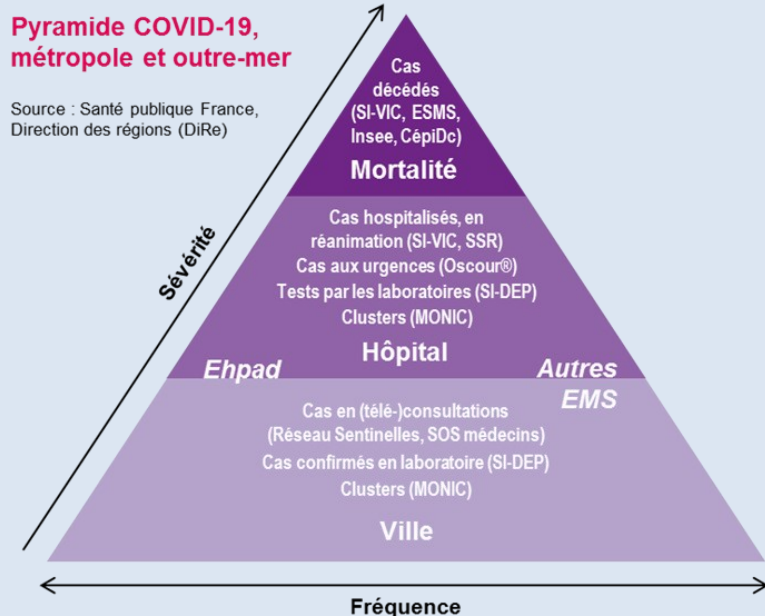 Pyramide COVID-19,
métropole et outre-mer
Source : Santé publique France,
Direction des régions (DiRe)
Cas
décédés
(SI-VIC, ESMS,
Insee, CépiDc)
Mortalité
Sévérité
Cas hospitalisés, en
réanimation (SI-VIC, SSR)
Cas aux urgences (Oscour®)
Tests par les laboratoires (SI-DEP)
Clusters (MONIC)
Hôpital
Ehpad
Autres
EMS
Cas en (télé-)consultations
(Réseau Sentinelles, SOS médecins)
Cas confirmés en laboratoire (SI-DEP)
Clusters (MONIC)
Ville
Fréquence